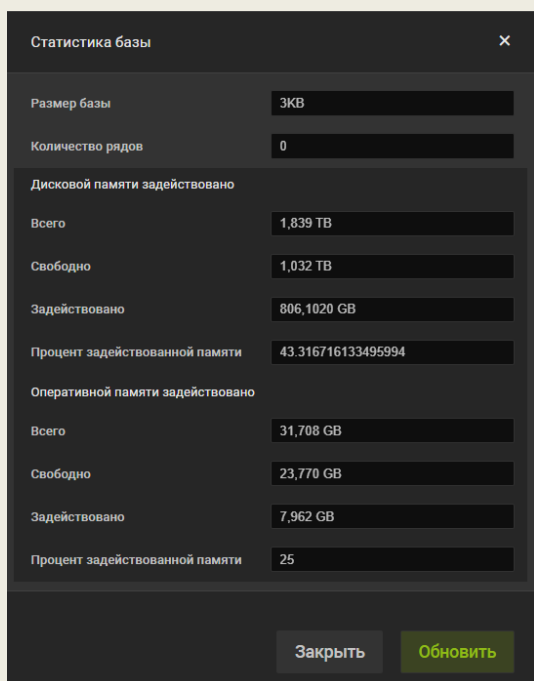 Статистика базы ×
Размер базы 3KB
Количество рядов 0
Дисковой памяти задействовано
Всего 1,839 TB
Свободно 1,032 TB
Задействовано 806,1020 GB
Процент задействованной памяти 43.316716133495994
Оперативной памяти задействовано
Всего 31,708 GB
Свободно 23,770 GB
Задействовано 7,962 GB
Процент задействованной памяти 25
Закрыть Обновить